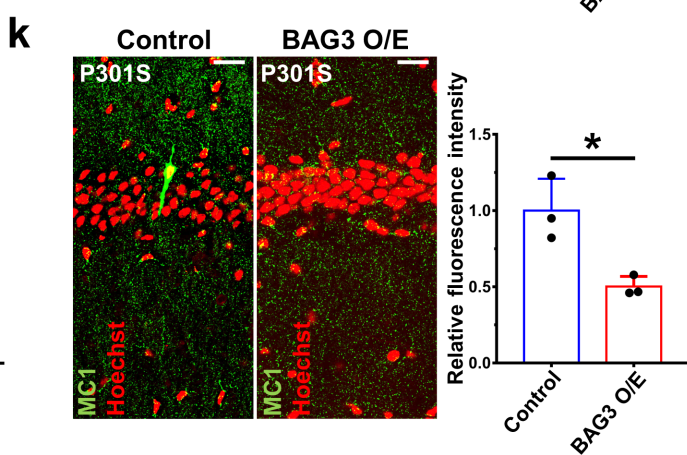 k
Control
BAG3 O/E
P301S
P301S
MC1
Hoechst
MC1
Hoechst
Relative fluorescence intensity
1.5
1.0
0.5
0.0
*
Control
BAG3 O/E